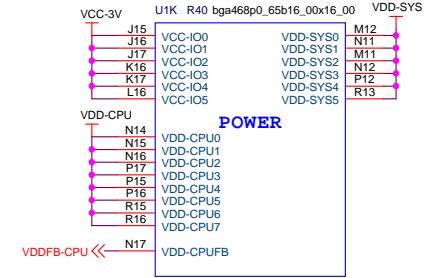 VCC-3V U1K R40 bga468p0_65b16_00x16_00 VDD-SYS
J15 VCC-IO0 VDD-SYS0 M12
J16 VCC-IO1 VDD-SYS1 N11
J17 VCC-IO2 VDD-SYS2 M11
K16 VCC-IO3 VDD-SYS3 N12
K17 VCC-IO4 VDD-SYS4 P12
L16 VCC-IO5 VDD-SYS5 R13
VDD-CPU POWER
N14 VDD-CPU0
N15 VDD-CPU1
N16 VDD-CPU2
P17 VDD-CPU3
P15 VDD-CPU4
P16 VDD-CPU5
R15 VDD-CPU6
R16 VDD-CPU7
VDDFB-CPU N17 VDD-CPUFB